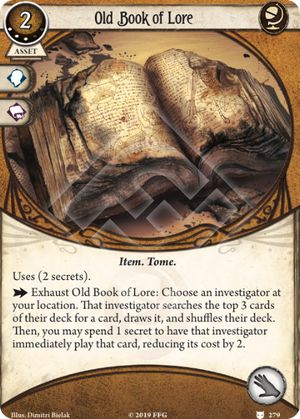 Old Book of Lore
2
ASSET
Item. Tome.
Uses (2 secrets).
Exhaust Old Book of Lore: Choose an investigator at
your location. That investigator searches the top 3 cards
of their deck for a card, draws it, and shuffles their deck.
Then, you may spend 1 secret to have that investigator
immediately play that card, reducing its cost by 2.
Illus. Dimitri Bielak
© 2019 FFG
279